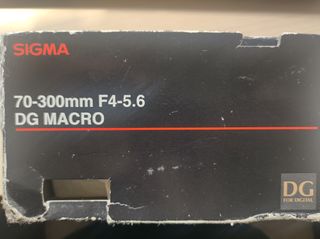 SIGMA
70-300mm F4-5.6
DG MACRO
DG
FOR DIGITAL